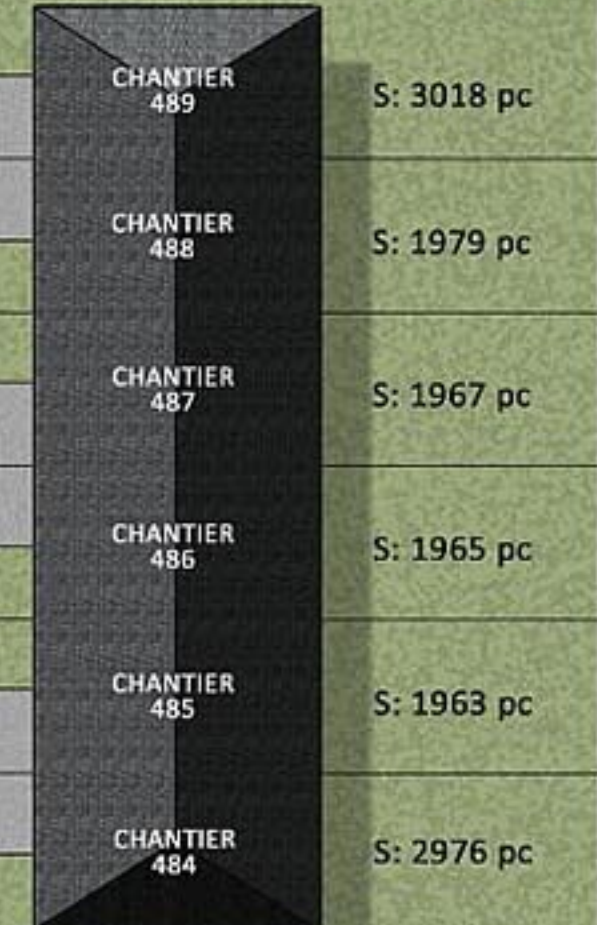 CHANTIER
489
S: 3018 pc
CHANTIER
488
S: 1979 pc
CHANTIER
487
S: 1967 pc
CHANTIER
486
S: 1965 pc
CHANTIER
485
S: 1963 pc
CHANTIER
484
S: 2976 pc